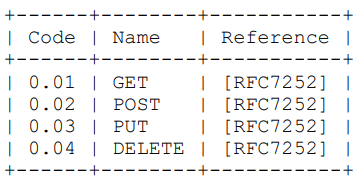 +------+--------+-----------+
| Code | Name   | Reference |
+------+--------+-----------+
| 0.01 | GET    | [RFC7252] |
| 0.02 | POST   | [RFC7252] |
| 0.03 | PUT    | [RFC7252] |
| 0.04 | DELETE | [RFC7252] |
+------+--------+-----------+